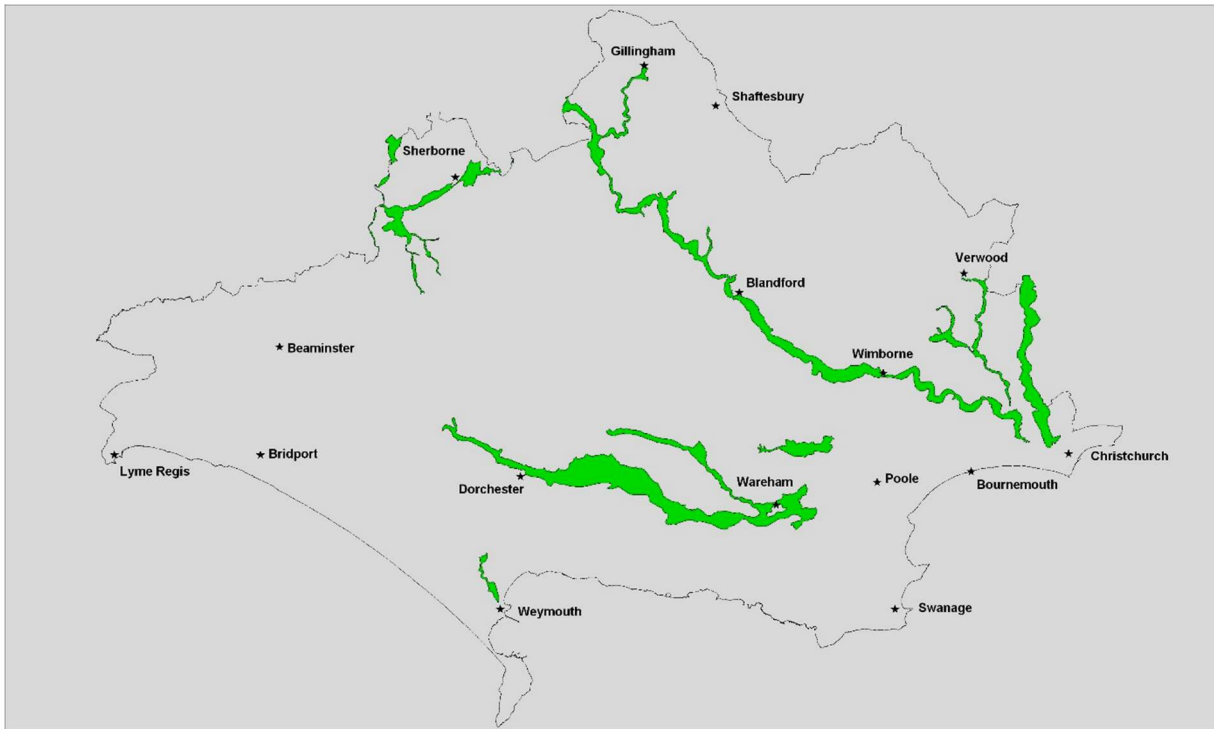 Gillingham
Shaftesbury
Sherborne
Verwood
Blandford
Beaminster
Wimborne
Lyme Regis
Bridport
Christchurch
Dorchester
Wareham
Poole
Bournemouth
Weymouth
Swanage